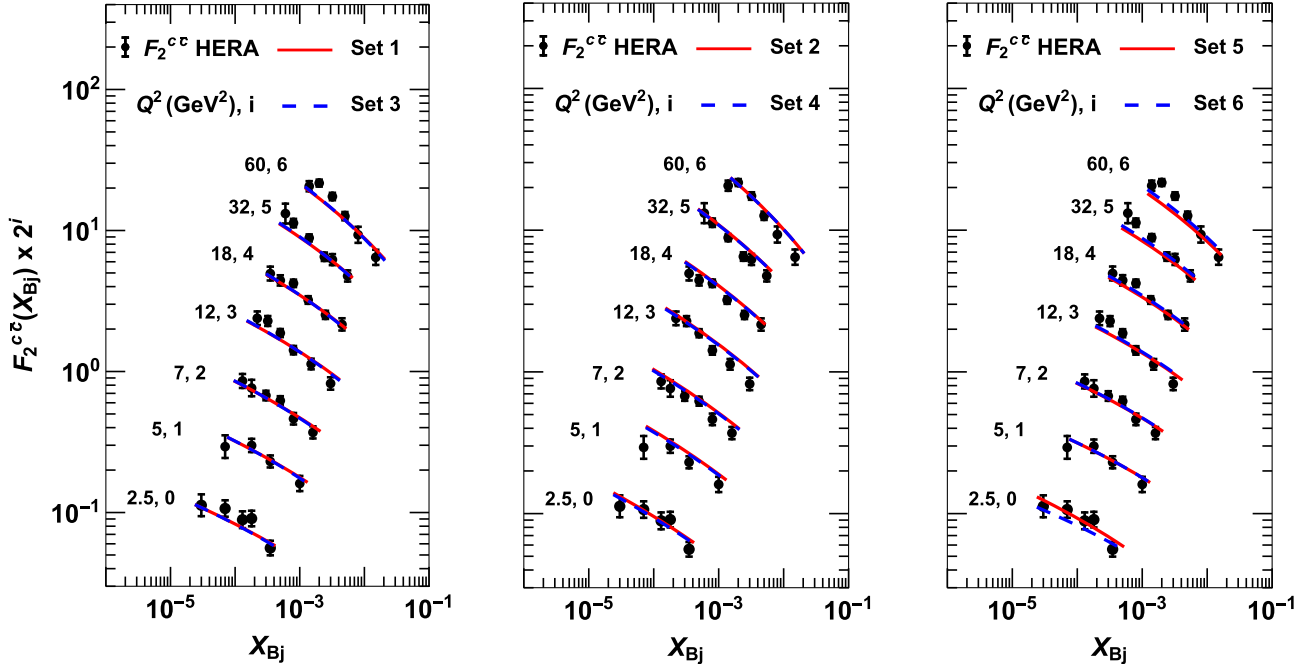 F₂ᶜᶜ̄ HERA Set 1
Q² (GeV²), i Set 3
10²
10¹
10⁰
10⁻¹
F₂ᶜᶜ̄(X_Bj) x 2ⁱ
60, 6
32, 5
18, 4
12, 3
7, 2
5, 1
2.5, 0
10⁻⁵ 10⁻³ 10⁻¹
X_Bj
F₂ᶜᶜ̄ HERA Set 2
Q² (GeV²), i Set 4
60, 6
32, 5
18, 4
12, 3
7, 2
5, 1
2.5, 0
10⁻⁵ 10⁻³ 10⁻¹
X_Bj
F₂ᶜᶜ̄ HERA Set 5
Q² (GeV²), i Set 6
60, 6
32, 5
18, 4
12, 3
7, 2
5, 1
2.5, 0
10⁻⁵ 10⁻³ 10⁻¹
X_Bj